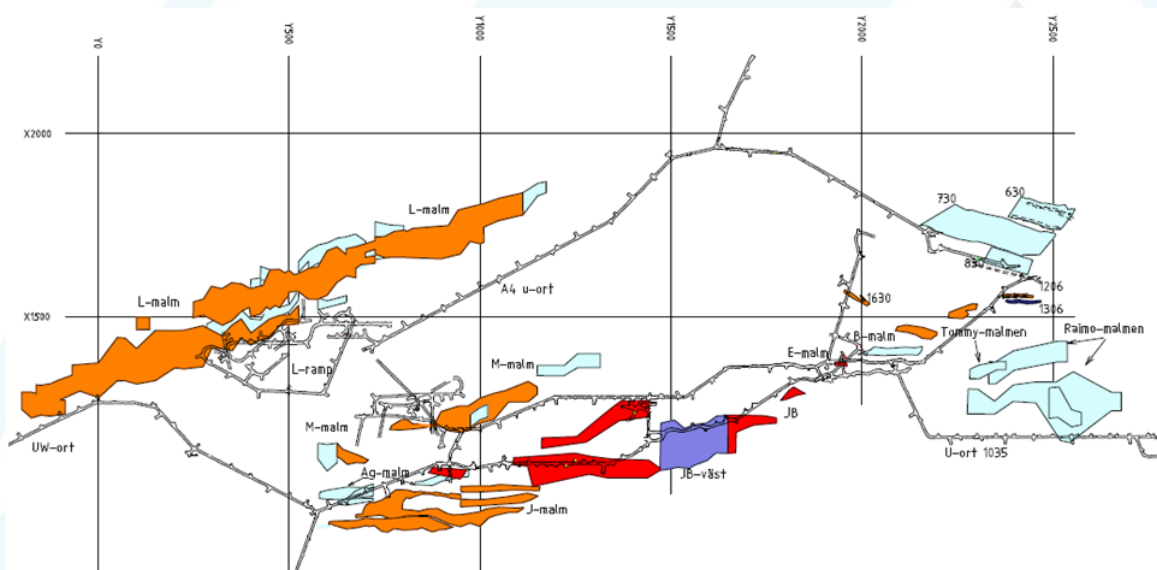 Y0
Y500
Y1000
Y1500
Y2000
Y2500
X2000
L-malm
730
630
830
A4 u-ort
L-malm
1630
1206
1306
X1500
B-malm
Tommy-malmen
Raimo-malmen
E-malm
M-malm
L-ramp
JB
M-malm
UW-ort
U-ort 1035
Ag-malm
JB-väst
J-malm